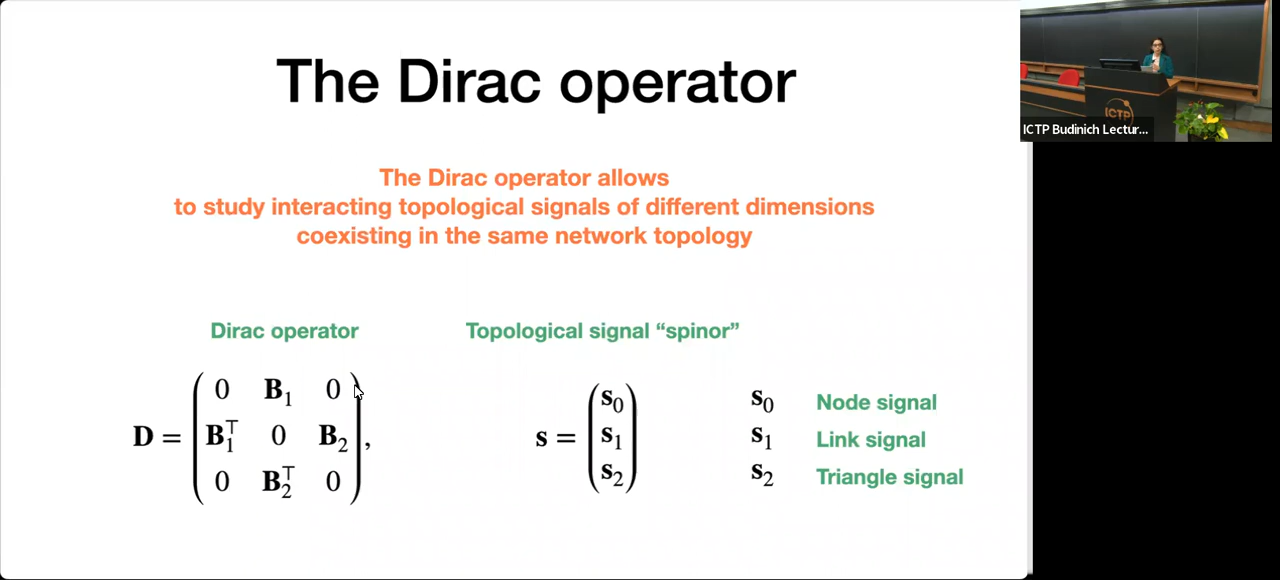 The Dirac operator
The Dirac operator allows
to study interacting topological signals of different dimensions
coexisting in the same network topology
Dirac operator
Topological signal “spinor”
D = ( 0 B₁ 0
B₁ᵀ 0 B₂
0 B₂ᵀ 0 ),
s = ( s₀
s₁
s₂ )
s₀ Node signal
s₁ Link signal
s₂ Triangle signal
ICTP
ICTP Budinich Lectur...